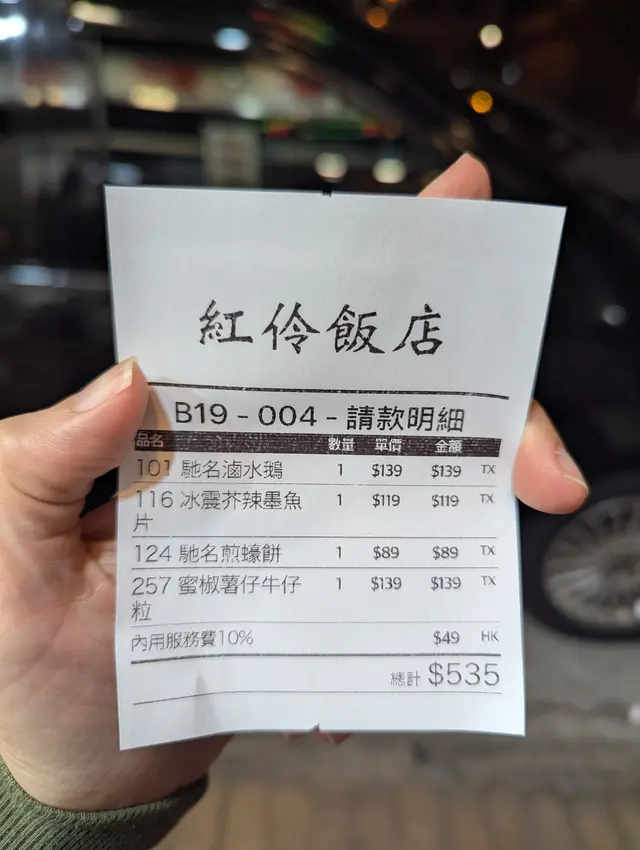 紅伶飯店
B19 - 004 - 請款明細
品名 數量 單價 金額
101 馳名滷水鵝 1 $139 $139 TX
116 冰震芥辣墨魚 1 $119 $119 TX
片
124 馳名煎蠔餅 1 $89 $89 TX
257 蜜椒薯仔牛仔 1 $139 $139 TX
粒
內用服務費10% $49 HK
總計 $535